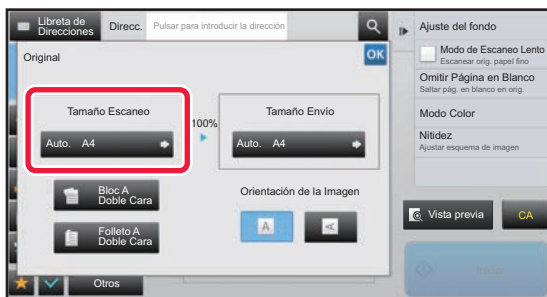 Libreta de
Direcciones
Direcc.
Pulsar para introducir la dirección
Ajuste del fondo
Original
OK
Modo de Escaneo Lento
Escanear orig. papel fino
Omitir Página en Blanco
Saltar pág. en blanco en orig.
Tamaño Escaneo
100%
Tamaño Envío
Modo Color
Auto. A4
Auto. A4
Nitidez
Ajustar esquema de imagen
Bloc A
Doble Cara
Orientación de la Imagen
A
A
Vista previa
CA
Folleto A
Doble Cara
Otros
Iniciar